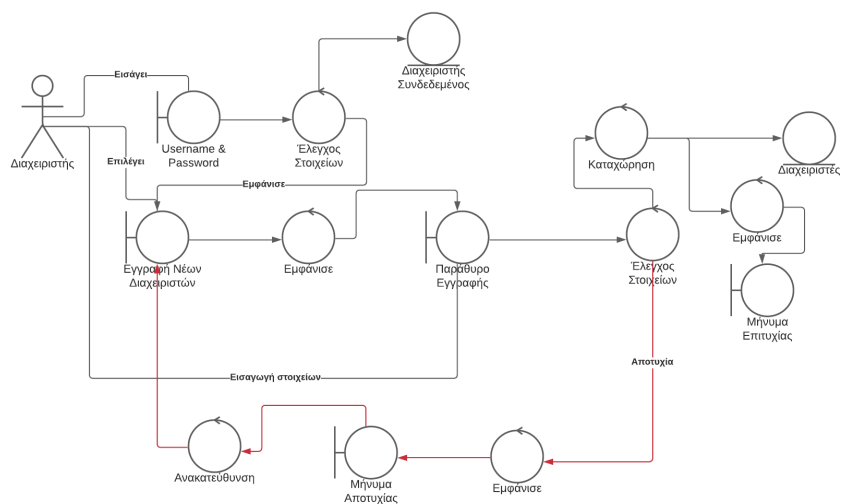 Διαχειριστής
Συνδεδεμένος
Εισάγει
Username &
Password
Έλεγχος
Στοιχείων
Διαχειριστής
Επιλέγει
Καταχώρηση
Διαχειριστές
Εμφάνισε
Εγγραφή Νέων
Διαχειριστών
Εμφάνισε
Παράθυρο
Εγγραφής
Έλεγχος
Στοιχείων
Εμφάνισε
Μήνυμα
Επιτυχίας
Αποτυχία
Εισαγωγή στοιχείων
Ανακατεύθυνση
Μήνυμα
Αποτυχίας
Εμφάνισε